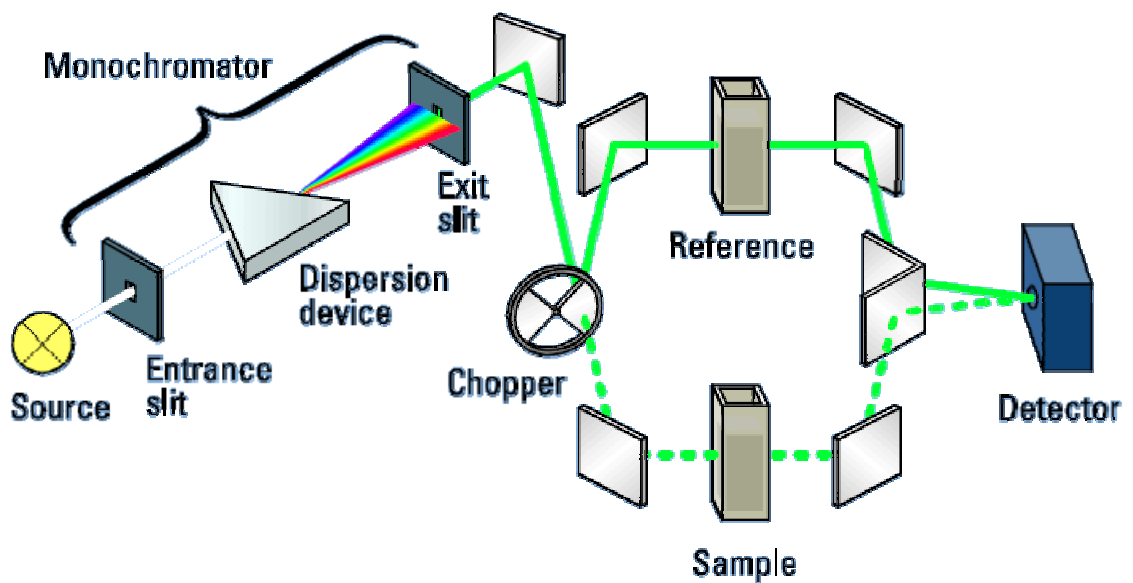 Monochromator
Exit
slit
Reference
Dispersion
device
Entrance
slit
Source
Chopper
Detector
Sample